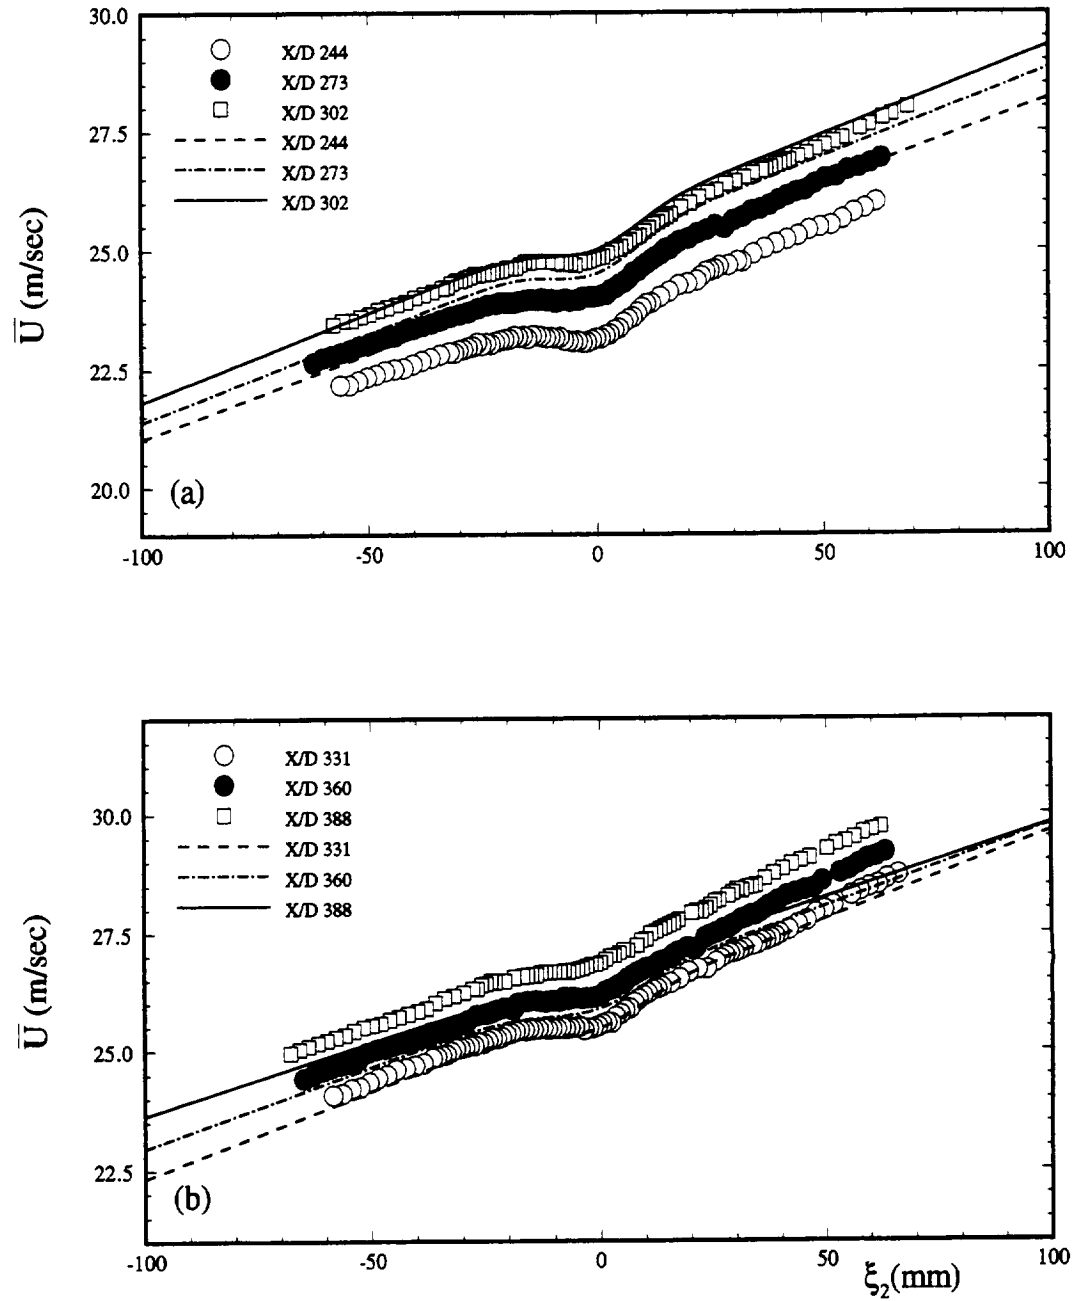 30.0
X/D 244
X/D 273
X/D 302
X/D 244
X/D 273
X/D 302
27.5
25.0
22.5
20.0
U (m/sec)
(a)
-100 -50 0 50 100
X/D 331
X/D 360
X/D 388
X/D 331
X/D 360
X/D 388
30.0
27.5
25.0
22.5
U (m/sec)
(b)
-100 -50 0 50 100
ξ₂(mm)